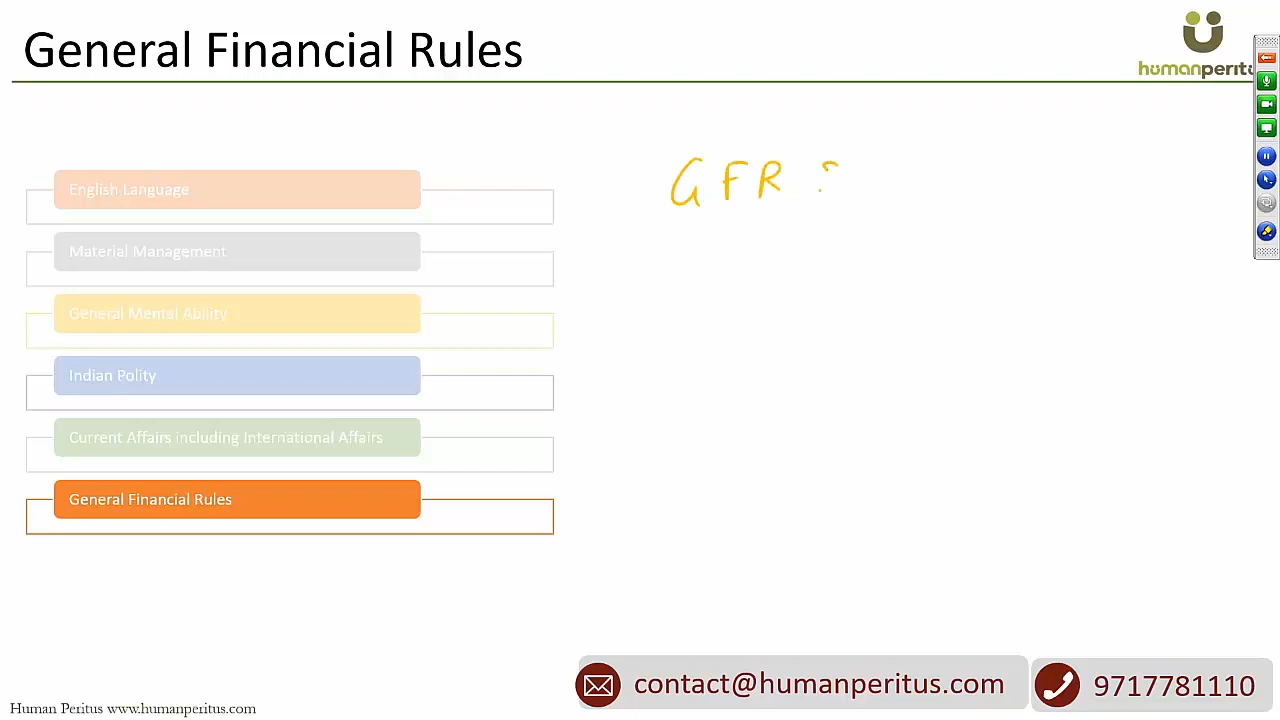 General Financial Rules
humanperitu
GFR :
English Language
Material Management
General Mental Ability
Indian Polity
Current Affairs including International Affairs
General Financial Rules
contact@humanperitus.com
9717781110
Human Peritus www.humanperitus.com